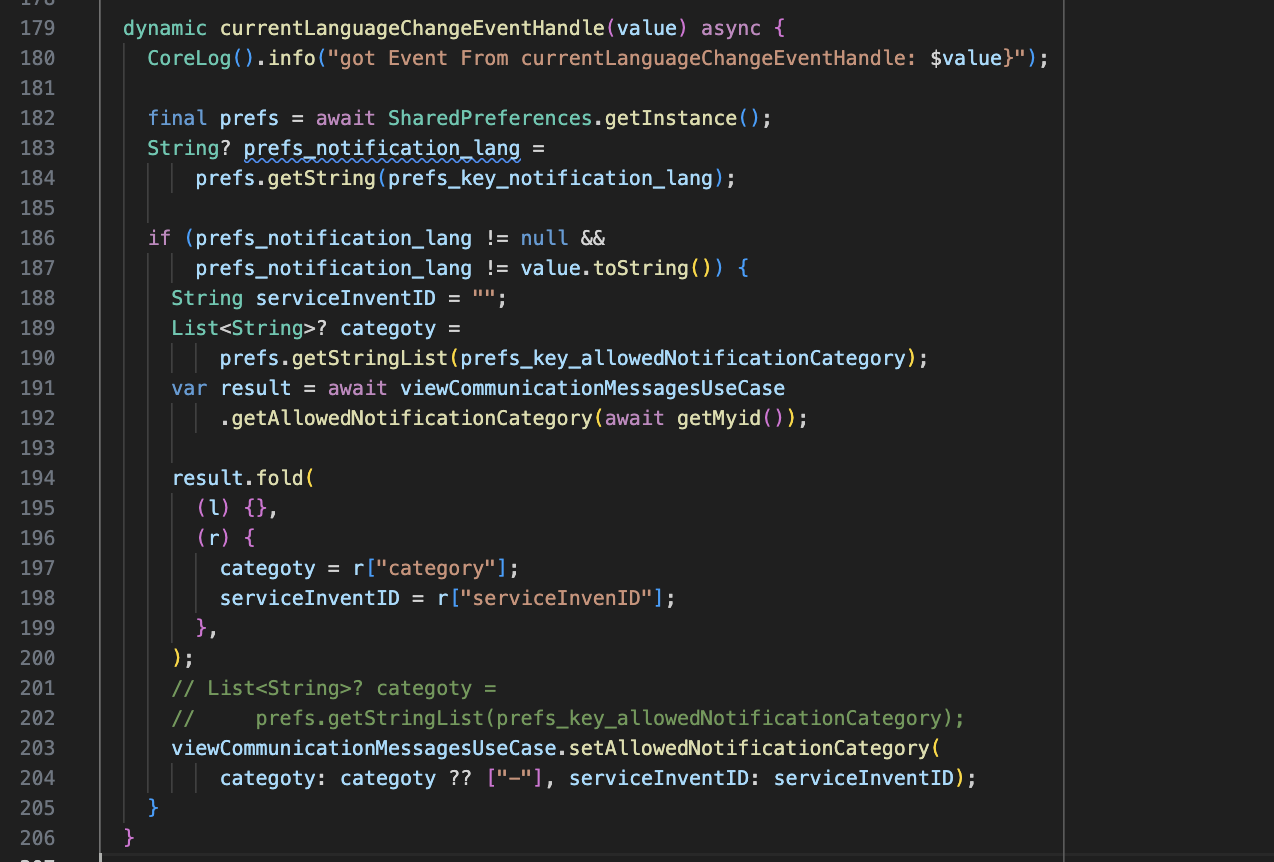 179 dynamic currentLanguageChangeEventHandle(value) async {
180 CoreLog().info("got Event From currentLanguageChangeEventHandle: $value}");
181
182 final prefs = await SharedPreferences.getInstance();
183 String? prefs_notification_lang =
184 prefs.getString(prefs_key_notification_lang);
185
186 if (prefs_notification_lang != null &&
187 prefs_notification_lang != value.toString()) {
188 String serviceInventID = "";
189 List<String>? categoty =
190 prefs.getStringList(prefs_key_allowedNotificationCategory);
191 var result = await viewCommunicationMessagesUseCase
192 .getAllowedNotificationCategory(await getMyid());
193
194 result.fold(
195 (l) {},
196 (r) {
197 categoty = r["category"];
198 serviceInventID = r["serviceInvenID"];
199 },
200 );
201 // List<String>? categoty =
202 //     prefs.getStringList(prefs_key_allowedNotificationCategory);
203 viewCommunicationMessagesUseCase.setAllowedNotificationCategory(
204 categoty: categoty ?? ["-"], serviceInventID: serviceInventID);
205 }
206 }